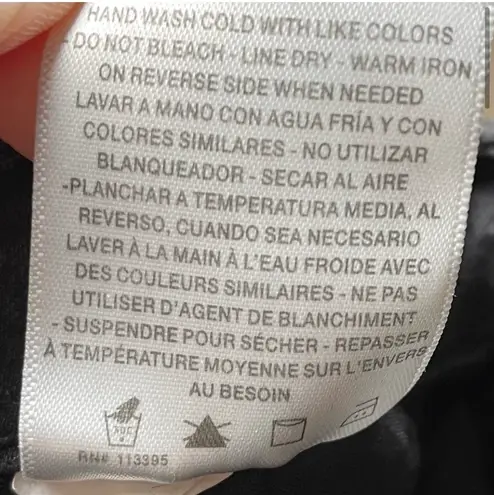 HAND WASH COLD WITH LIKE COLORS
- DO NOT BLEACH - LINE DRY - WARM IRON
ON REVERSE SIDE WHEN NEEDED
LAVAR A MANO CON AGUA FRÍA Y CON
COLORES SIMILARES - NO UTILIZAR
BLANQUEADOR - SECAR AL AIRE
-PLANCHAR A TEMPERATURA MEDIA, AL
REVERSO, CUANDO SEA NECESARIO
LAVER À LA MAIN À L'EAU FROIDE AVEC
DES COULEURS SIMILAIRES - NE PAS
UTILISER D'AGENT DE BLANCHIMENT
- SUSPENDRE POUR SÉCHER - REPASSER
À TEMPÉRATURE MOYENNE SUR L'ENVERS
AU BESOIN
RN# 113395